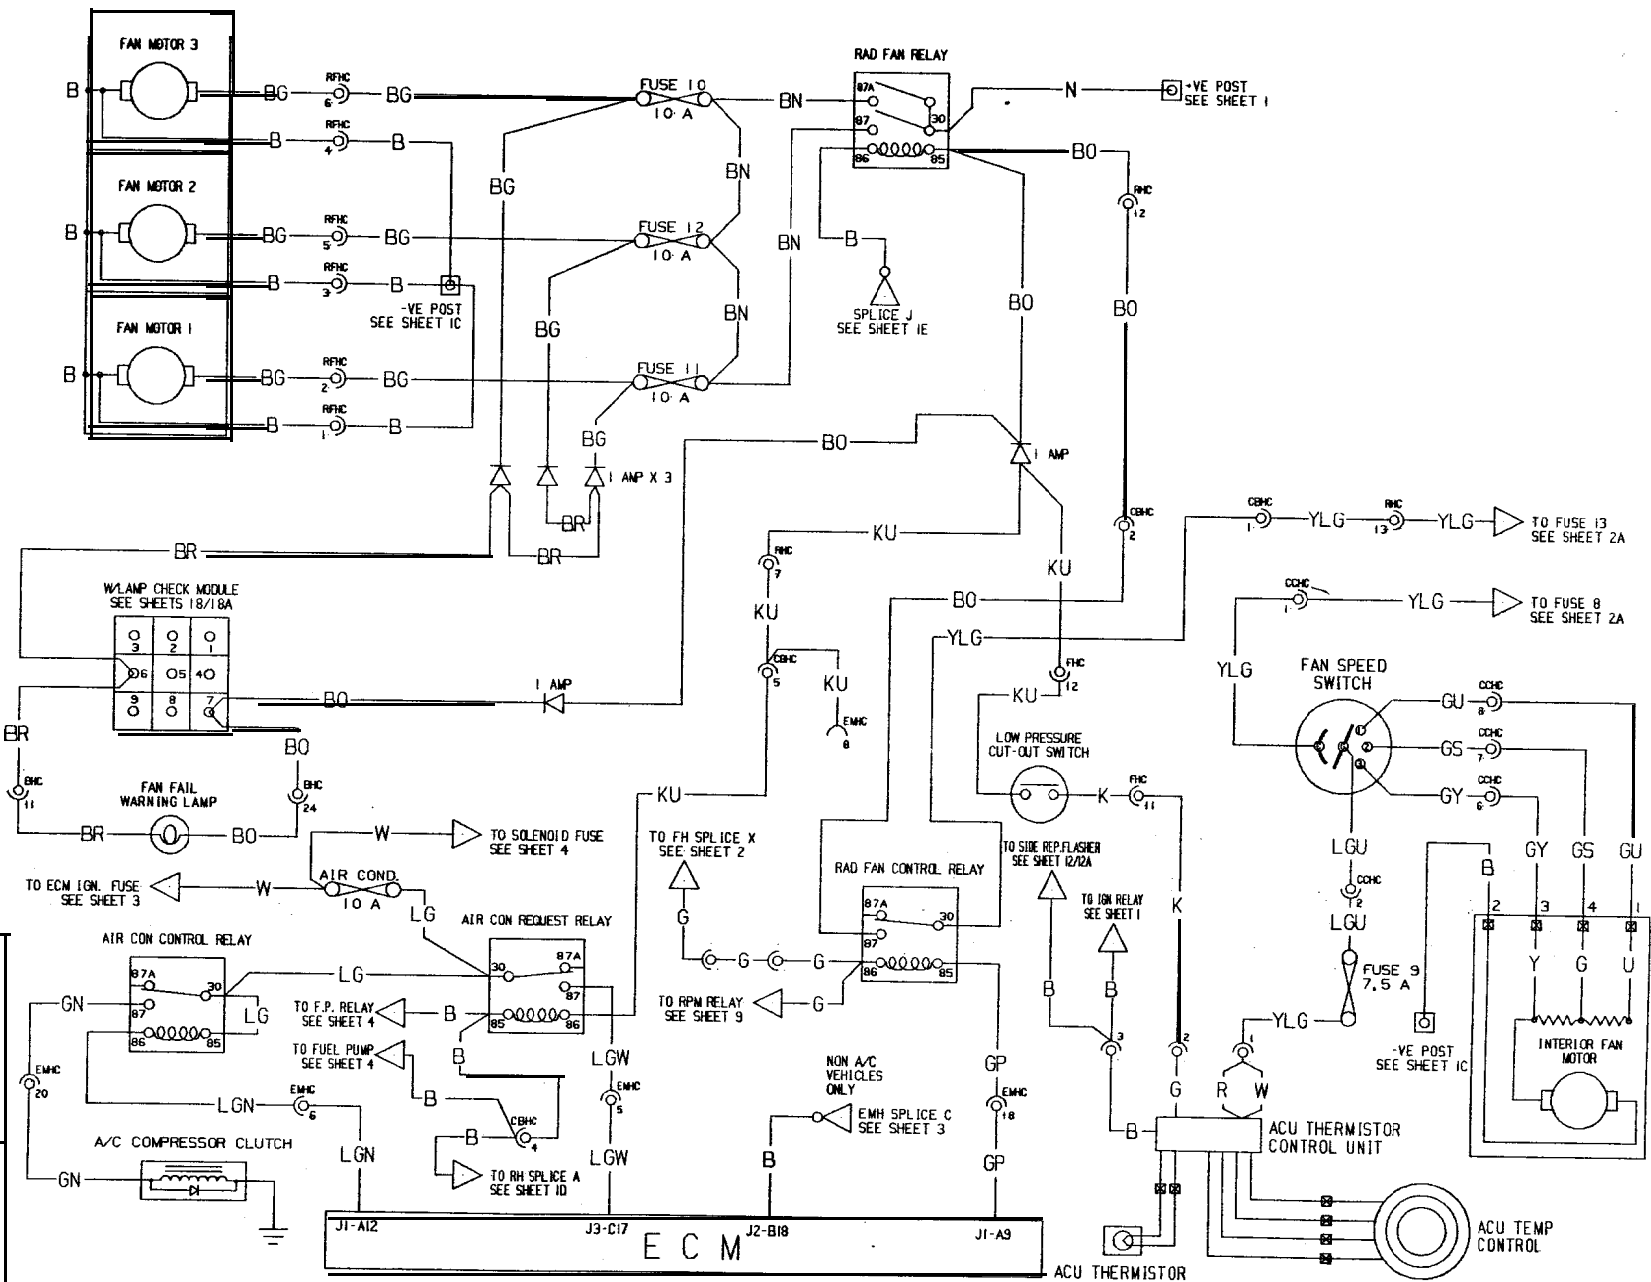 FAN MOTOR 3
B
BG
RFHC
6
BG
B
RFHC
4
B
FAN MOTOR 2
B
BG
RFHC
5
BG
B
RFHC
3
B
-VE POST
SEE SHEET 1C
FAN MOTOR 1
B
BG
RFHC
2
BG
B
RFHC
1
B
FUSE 10
10 A
BG
BN
BN
FUSE 12
10 A
BG
BN
BN
FUSE 11
10 A
BG
1 AMP X 3
BR
BR
BR
RAD FAN RELAY
87A
87
30
86
85
N
+VE POST
SEE SHEET 1
BO
RHC
12
B
SPLICE J
SEE SHEET 1E
BO
BO
BO
1 AMP
KU
KU
RHC
7
KU
CBHC
5
KU
EMHC
8
KU
CBHC
2
BO
YLG
CBHC
1
YLG
RHC
13
YLG
TO FUSE 13
SEE SHEET 2A
CCHC
1
YLG
TO FUSE 8
SEE SHEET 2A
YLG
W/LAMP CHECK MODULE
SEE SHEETS 18/18A
3
2
1
6
5
4
9
8
7
BO
1 AMP
BR
BO
BHC
11
BHC
24
FAN FAIL
WARNING LAMP
BR
BO
FHC
12
KU
LOW PRESSURE
CUT-OUT SWITCH
K
FHC
11
K
FAN SPEED
SWITCH
1
2
3
GU
CCHC
8
GS
CCHC
7
GY
CCHC
6
LGU
CCHC
12
LGU
FUSE 9
7.5 A
YLG
GY
GS
GU
B
2
3
4
1
Y
G
U
INTERIOR FAN
MOTOR
-VE POST
SEE SHEET 1C
W
TO SOLENOID FUSE
SEE SHEET 4
TO ECM IGN. FUSE
SEE SHEET 3
W
AIR COND.
10 A
LG
TO FH SPLICE X
SEE SHEET 2
G
G
G
TO RPM RELAY
SEE SHEET 9
G
RAD FAN CONTROL RELAY
87A
30
87
86
85
TO SIDE REP.FLASHER
SEE SHEET 12/12A
TO IGN RELAY
SEE SHEET 1
B
B
3
2
1
G
R
W
B
ACU THERMISTOR
CONTROL UNIT
AIR CON CONTROL RELAY
87A
30
87
86
85
GN
LG
LG
AIR CON REQUEST RELAY
30
87A
87
85
86
TO F.P. RELAY
SEE SHEET 4
B
TO FUEL PUMP
SEE SHEET 4
B
B
CBHC
4
B
TO RH SPLICE A
SEE SHEET 1D
LGW
EMHC
5
LGW
EMHC
20
LGN
EMHC
6
LGN
A/C COMPRESSOR CLUTCH
GN
NON A/C
VEHICLES
ONLY
EMH SPLICE C
SEE SHEET 3
B
GP
EMHC
18
GP
J1-A12
J3-C17
J2-B18
J1-A9
ECM
ACU THERMISTOR
ACU TEMP
CONTROL